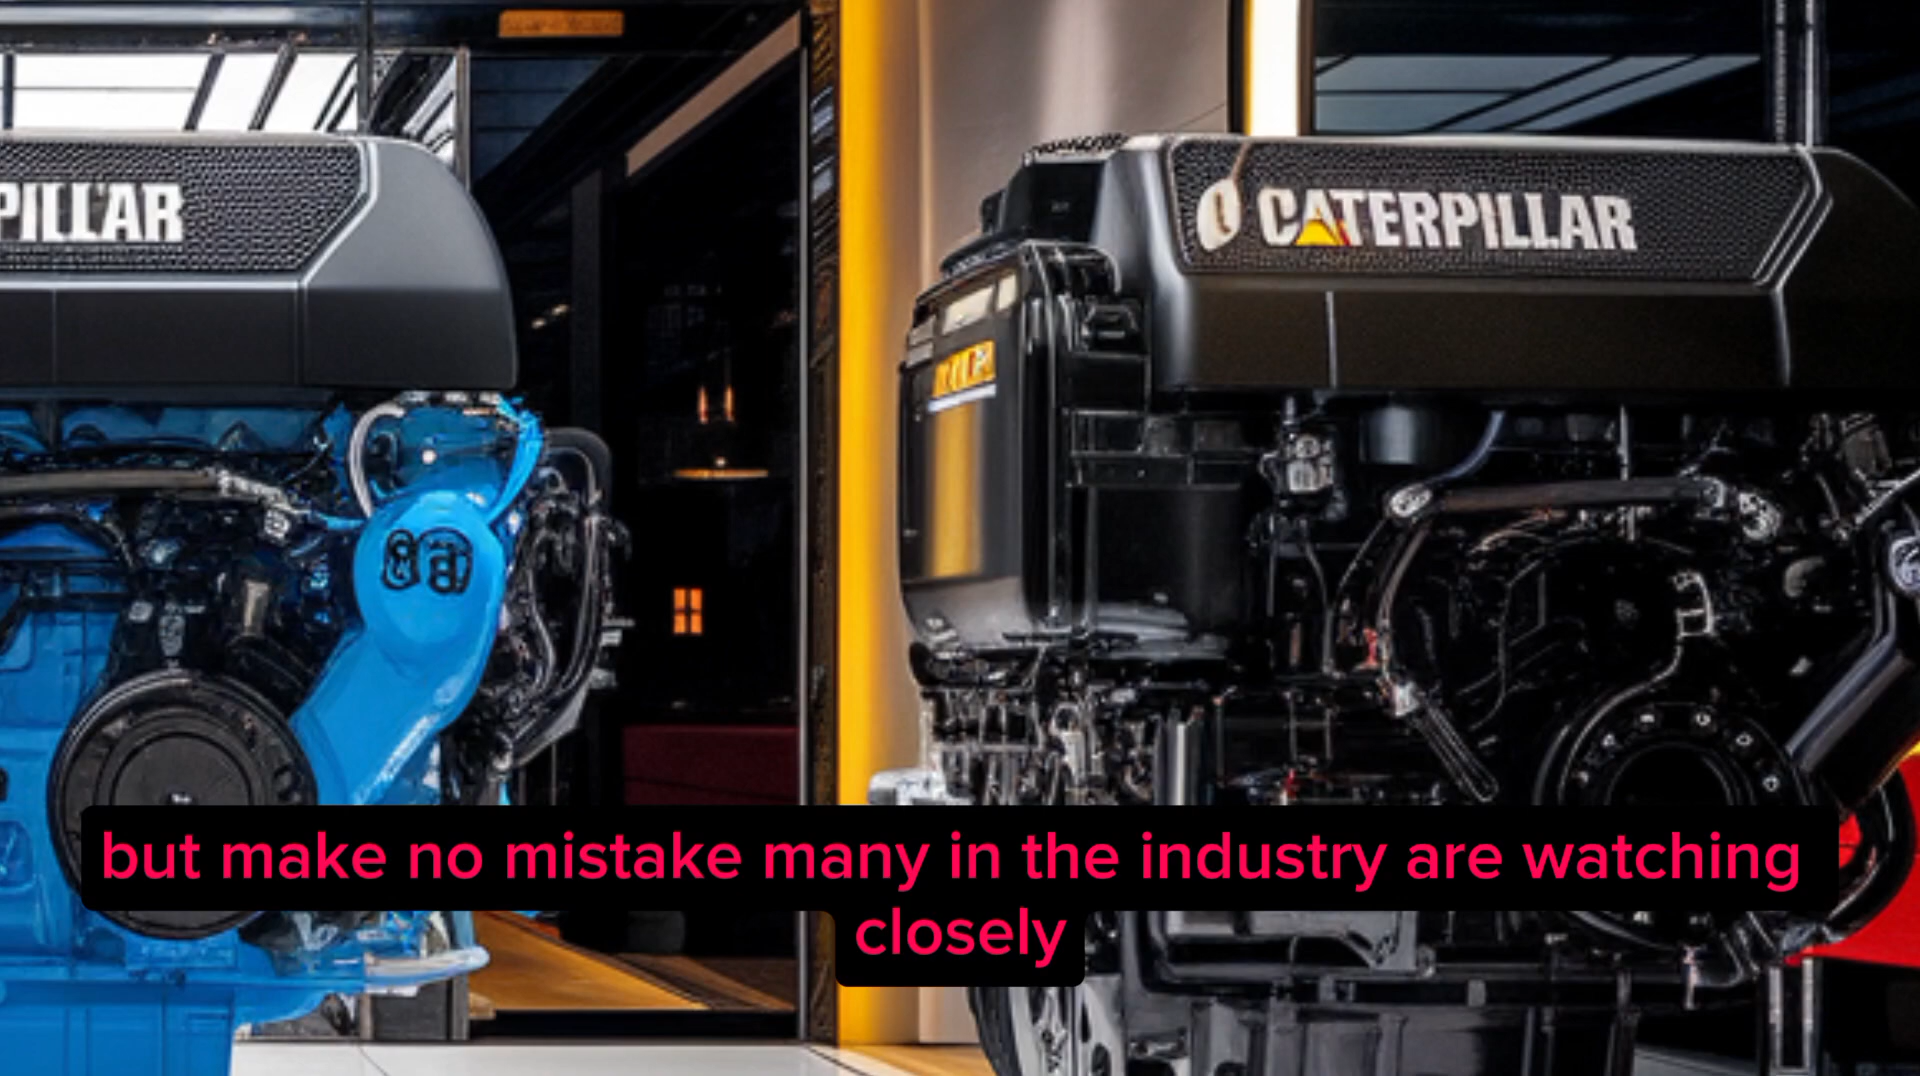 PILLAR
CATERPILLAR
but make no mistake many in the industry are watching
closely